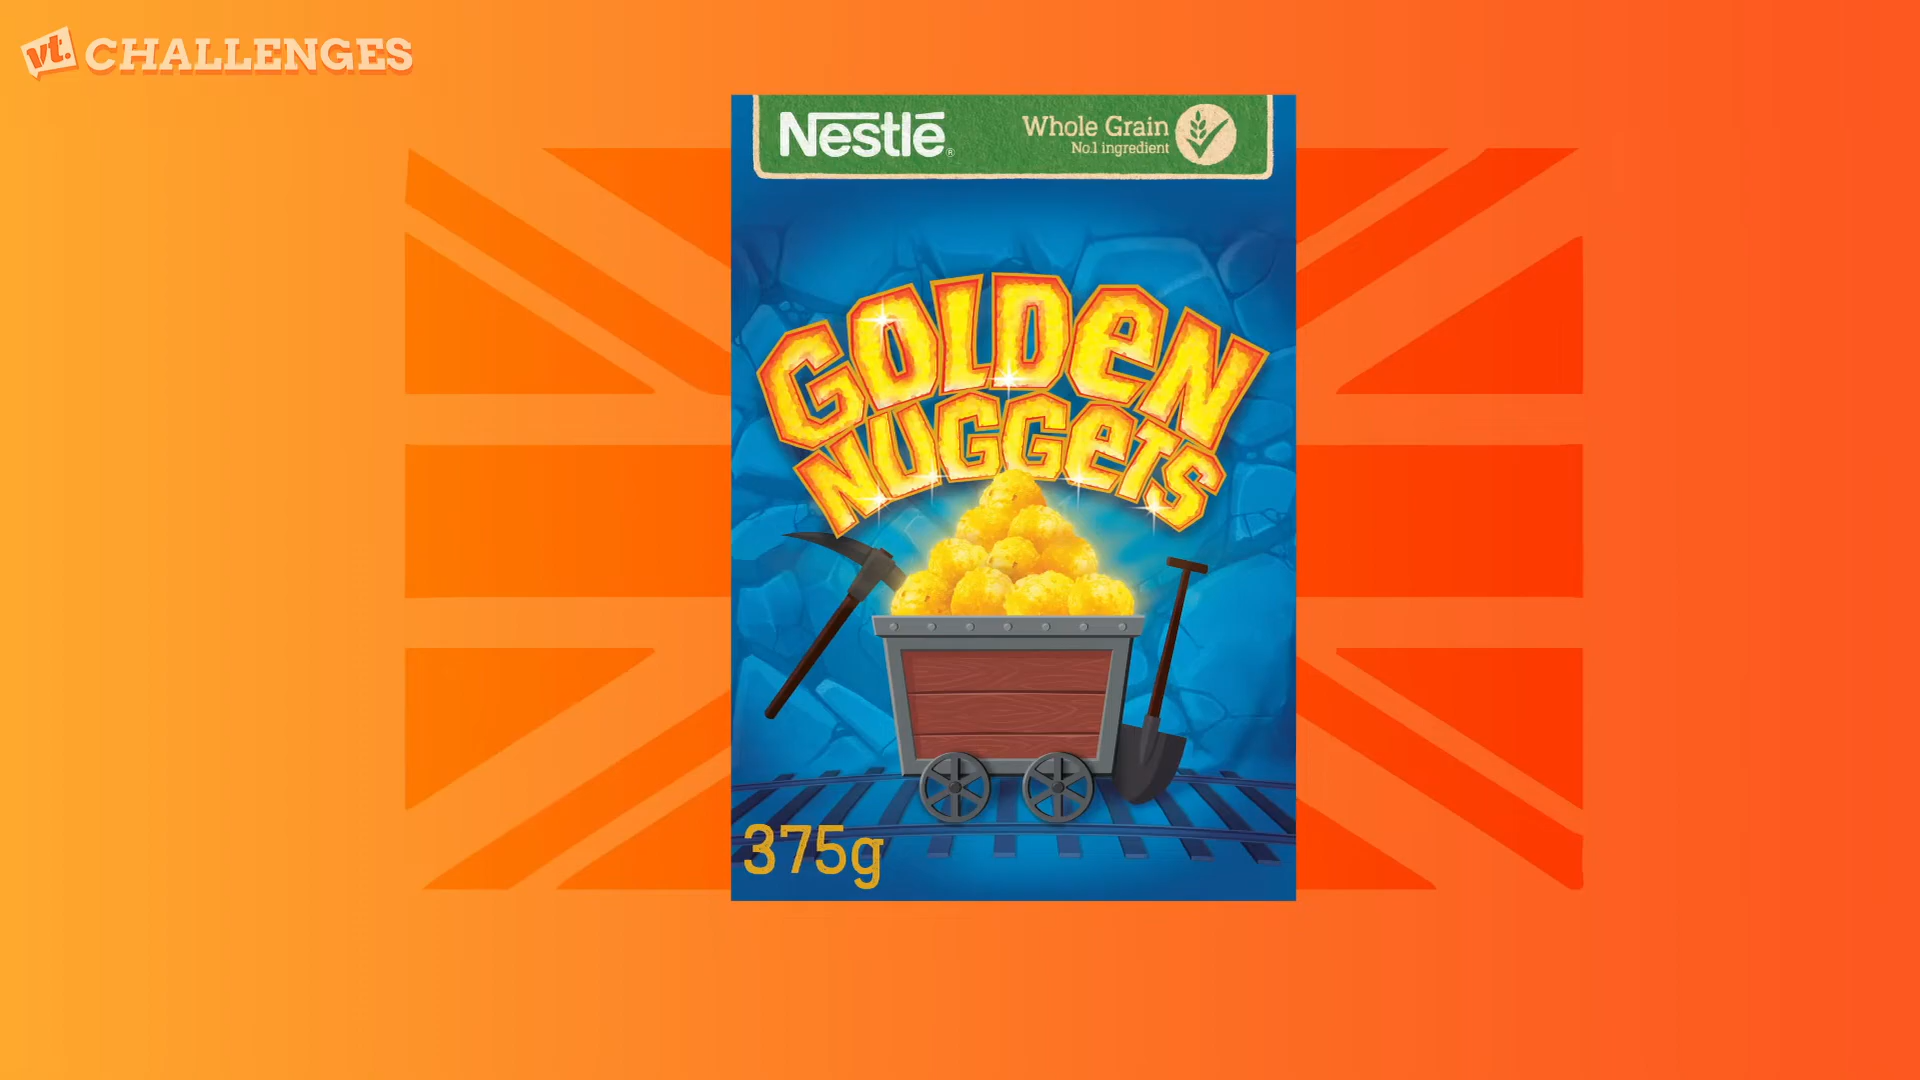 vt. CHALLENGES
Nestlé®
Whole Grain
No.1 ingredient
GOLDeN
NUGGeTS
375g